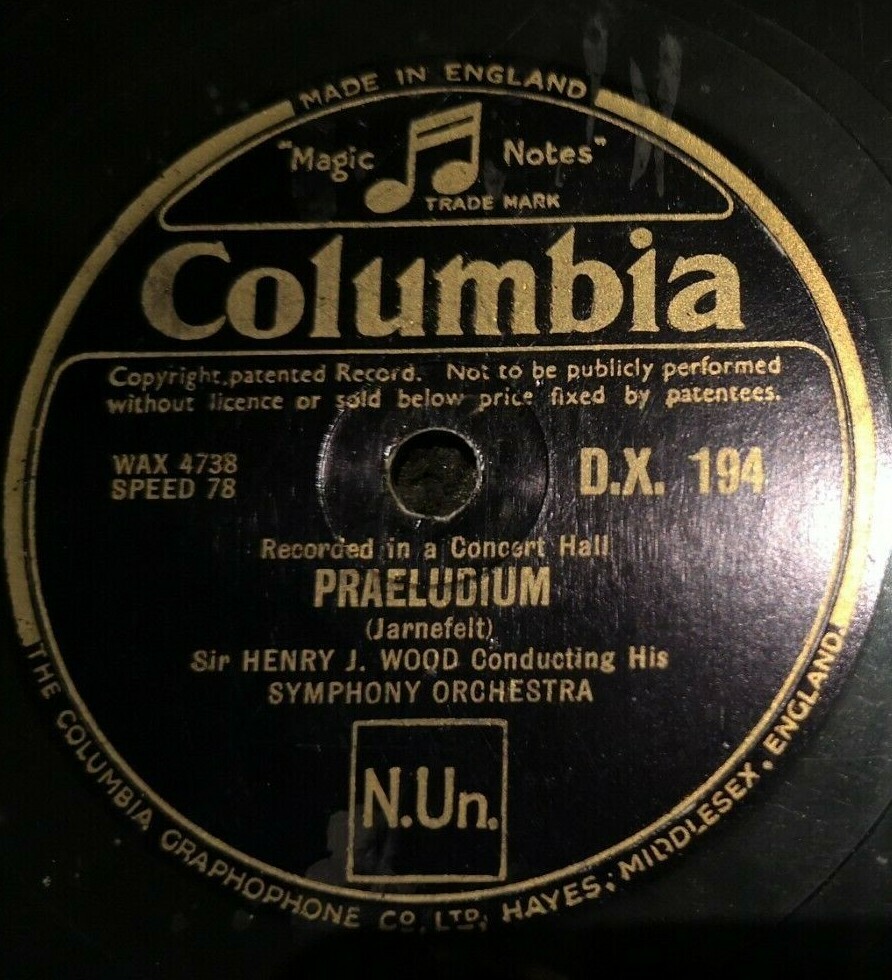 MADE IN ENGLAND
"Magic Notes"
TRADE MARK
Columbia
Copyright patented Record. Not to be publicly performed
without licence or sold below price fixed by patentees.
WAX 4738
SPEED 78
D.X. 194
Recorded in a Concert Hall
PRAELUDIUM
(Jarnefelt)
Sir HENRY J. WOOD Conducting His
SYMPHONY ORCHESTRA
N.Un.
THE COLUMBIA GRAPHOPHONE CO. LTD, HAYES, MIDDLESEX, ENGLAND.